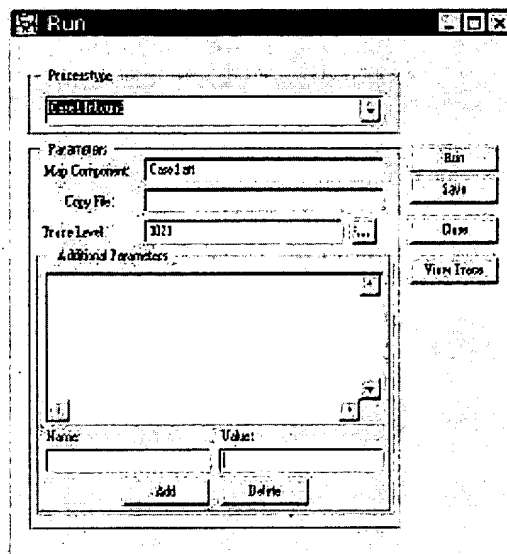 Run
Processtype
Parameters
Map Component:
Copy File:
Trace Level:
...
Additional Parameters
Name:
Value:
Add
Delete
Run
Save
Close
View Trace